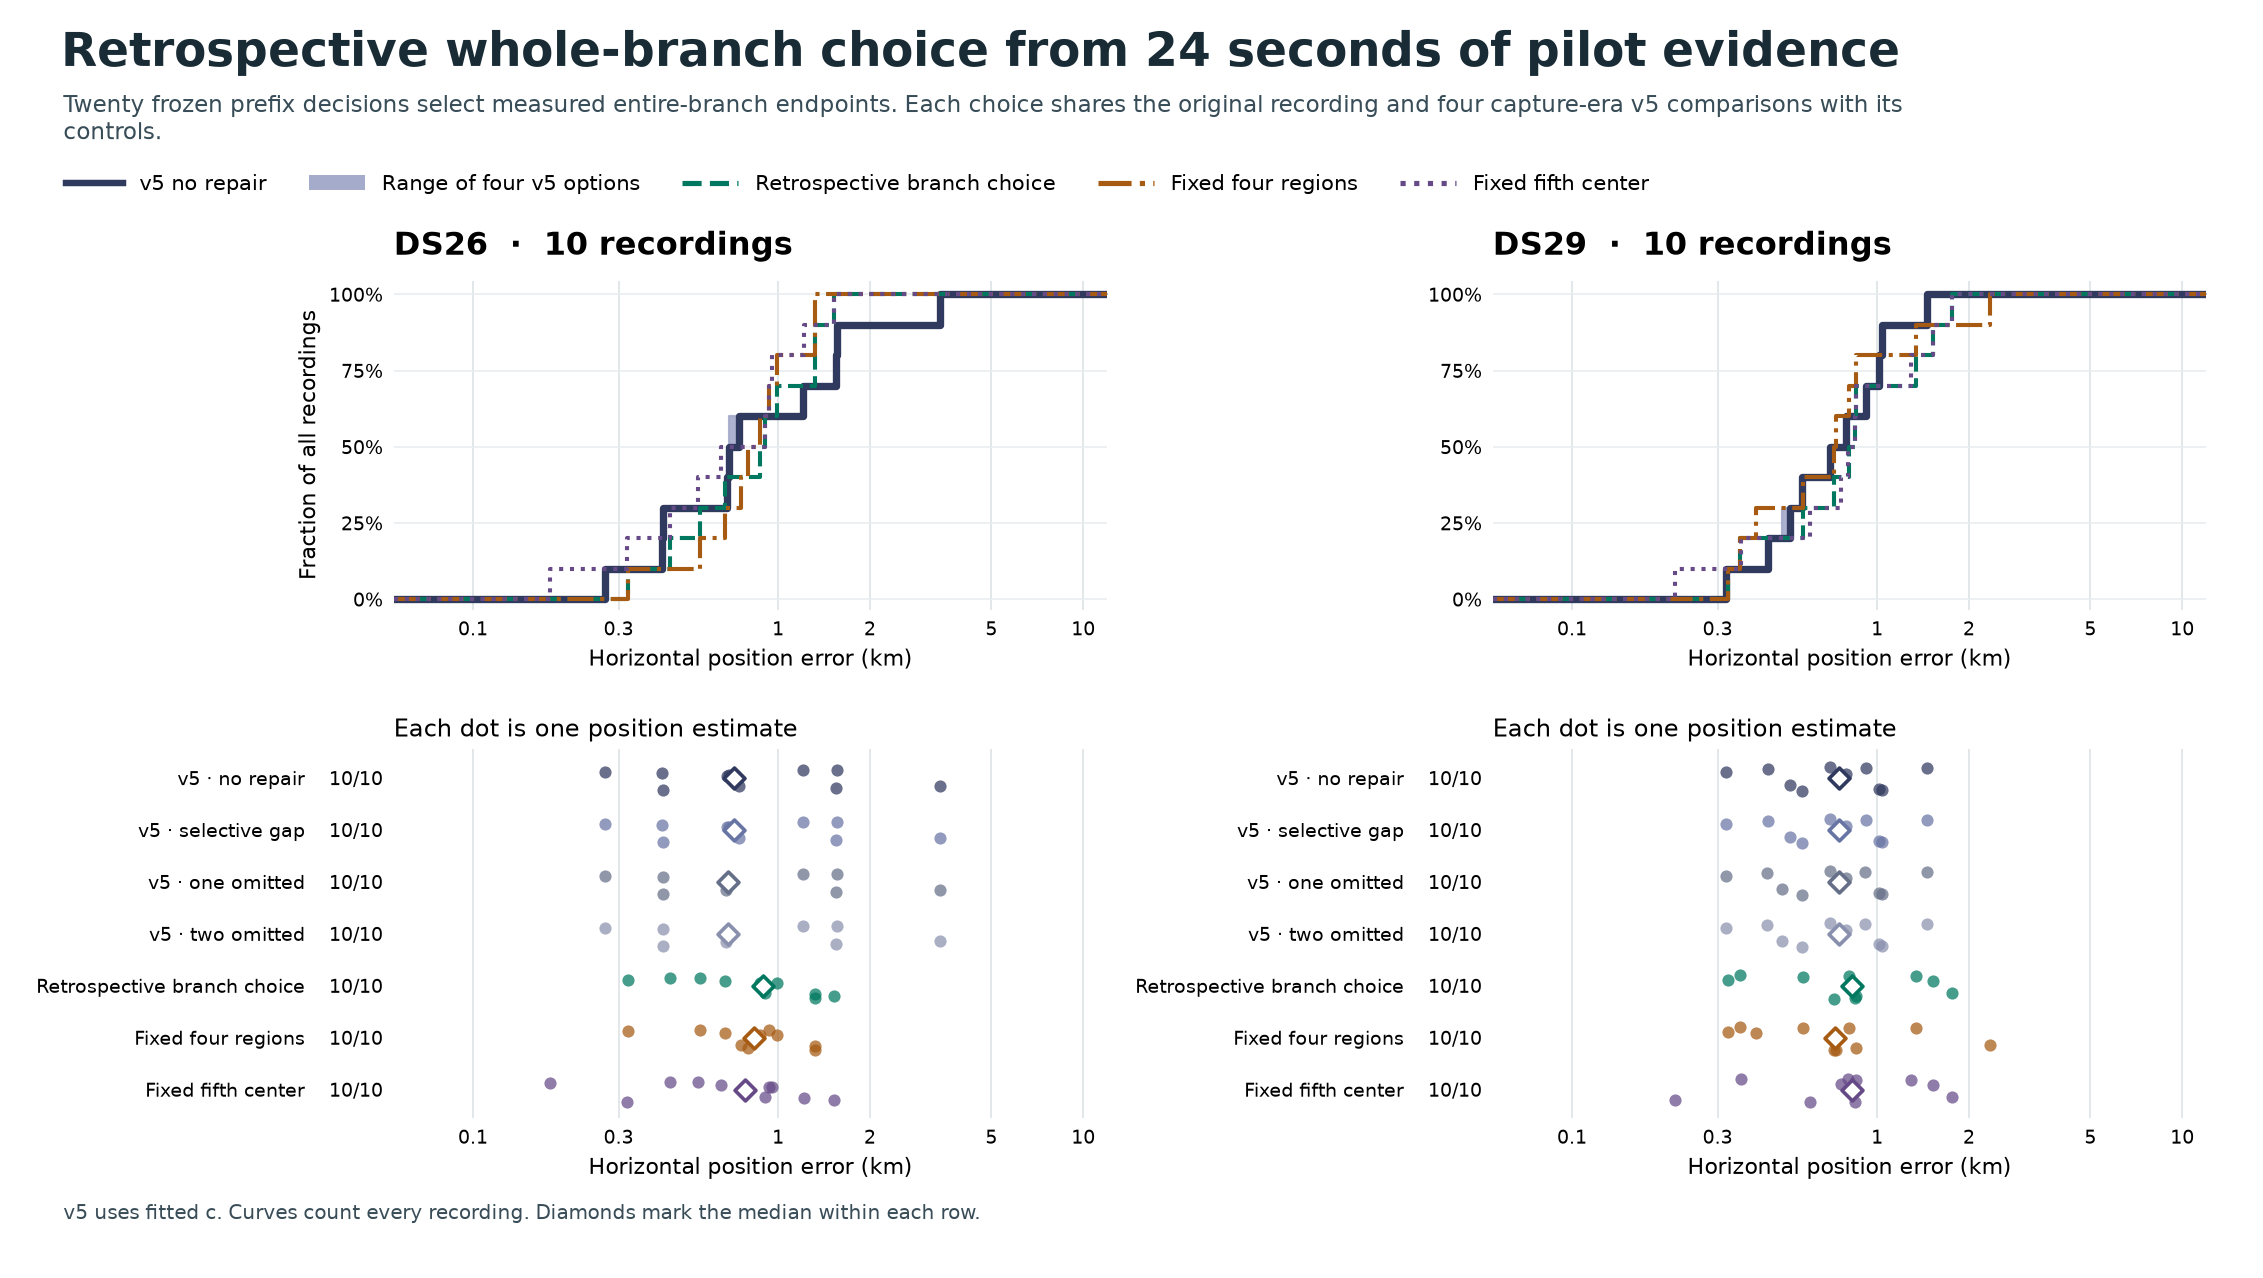 Retrospective whole-branch choice from 24 seconds of pilot evidence
Twenty frozen prefix decisions select measured entire-branch endpoints. Each choice shares the original recording and four capture-era v5 comparisons with its
controls.
v5 no repair
Range of four v5 options
Retrospective branch choice
Fixed four regions
Fixed fifth center
DS26 · 10 recordings
Fraction of all recordings
100%
75%
50%
25%
0%
0.1 0.3 1 2 5 10
Horizontal position error (km)
DS29 · 10 recordings
100%
75%
50%
25%
0%
0.1 0.3 1 2 5 10
Horizontal position error (km)
Each dot is one position estimate
v5 · no repair 10/10
v5 · selective gap 10/10
v5 · one omitted 10/10
v5 · two omitted 10/10
Retrospective branch choice 10/10
Fixed four regions 10/10
Fixed fifth center 10/10
0.1 0.3 1 2 5 10
Horizontal position error (km)
Each dot is one position estimate
v5 · no repair 10/10
v5 · selective gap 10/10
v5 · one omitted 10/10
v5 · two omitted 10/10
Retrospective branch choice 10/10
Fixed four regions 10/10
Fixed fifth center 10/10
0.1 0.3 1 2 5 10
Horizontal position error (km)
v5 uses fitted c. Curves count every recording. Diamonds mark the median within each row.